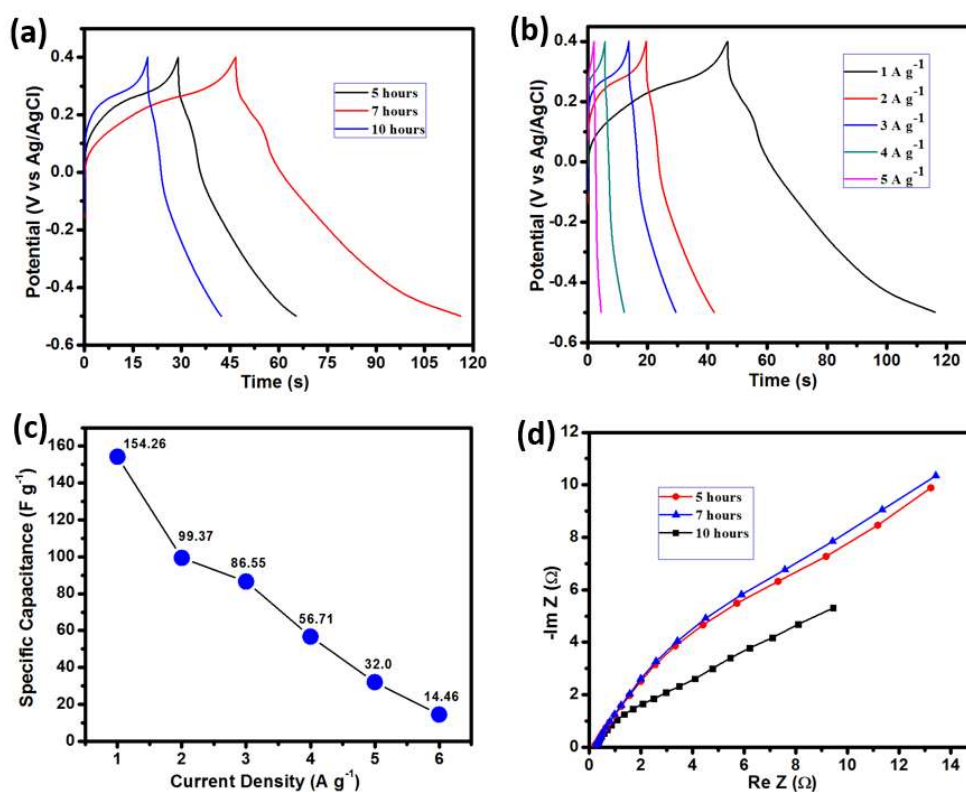 (a)
0.4
0.2
0.0
-0.2
-0.4
-0.6
Potential (V vs Ag/AgCl)
5 hours
7 hours
10 hours
0 15 30 45 60 75 90 105 120
Time (s)
(b)
0.4
0.2
0.0
-0.2
-0.4
-0.6
Potential (V vs Ag/AgCl)
1 A g⁻¹
2 A g⁻¹
3 A g⁻¹
4 A g⁻¹
5 A g⁻¹
0 20 40 60 80 100 120
Time (s)
(c)
160
140
120
100
80
60
40
20
0
Specific Capacitance (F g⁻¹)
154.26
99.37
86.55
56.71
32.0
14.46
1 2 3 4 5 6
Current Density (A g⁻¹)
(d)
12
10
8
6
4
2
0
-Im Z (Ω)
5 hours
7 hours
10 hours
0 2 4 6 8 10 12 14
Re Z (Ω)